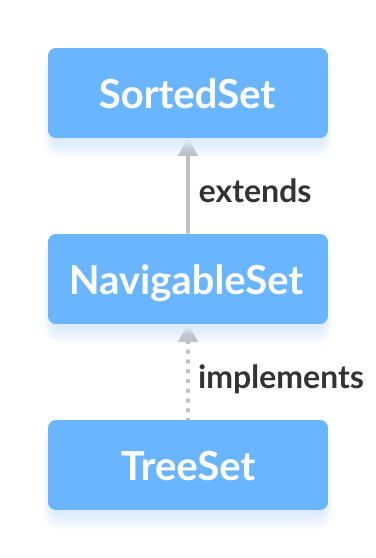 SortedSet
extends
NavigableSet
implements
TreeSet